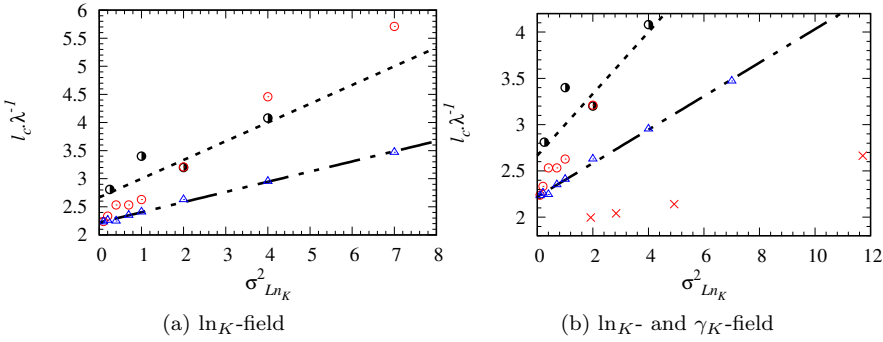 6
5.5
5
4.5
4
3.5
3
2.5
2
l_c.λ^-1
0 1 2 3 4 5 6 7 8
σ^2_{Ln_K}
(a) ln_K-field
4
3.5
3
2.5
2
l_c.λ^-1
0 2 4 6 8 10 12
σ^2_{Ln_K}
(b) ln_K- and γ_K-field